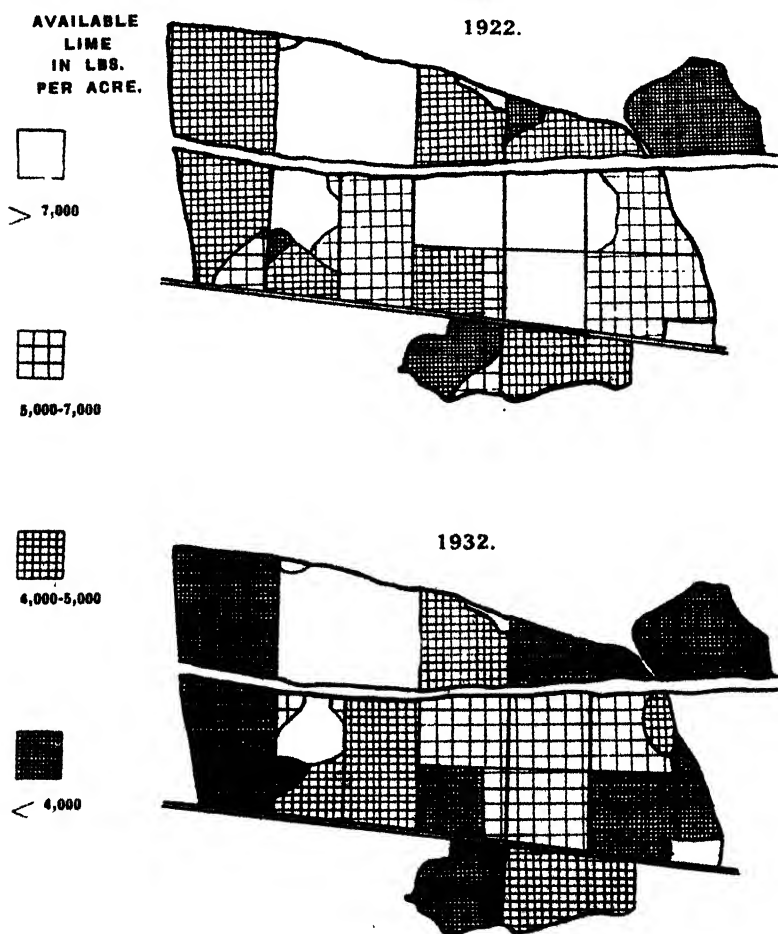 AVAILABLE
LIME
IN LBS.
PER ACRE.
> 7,000
5,000-7,000
4,000-5,000
< 4,000
1922.
1932.